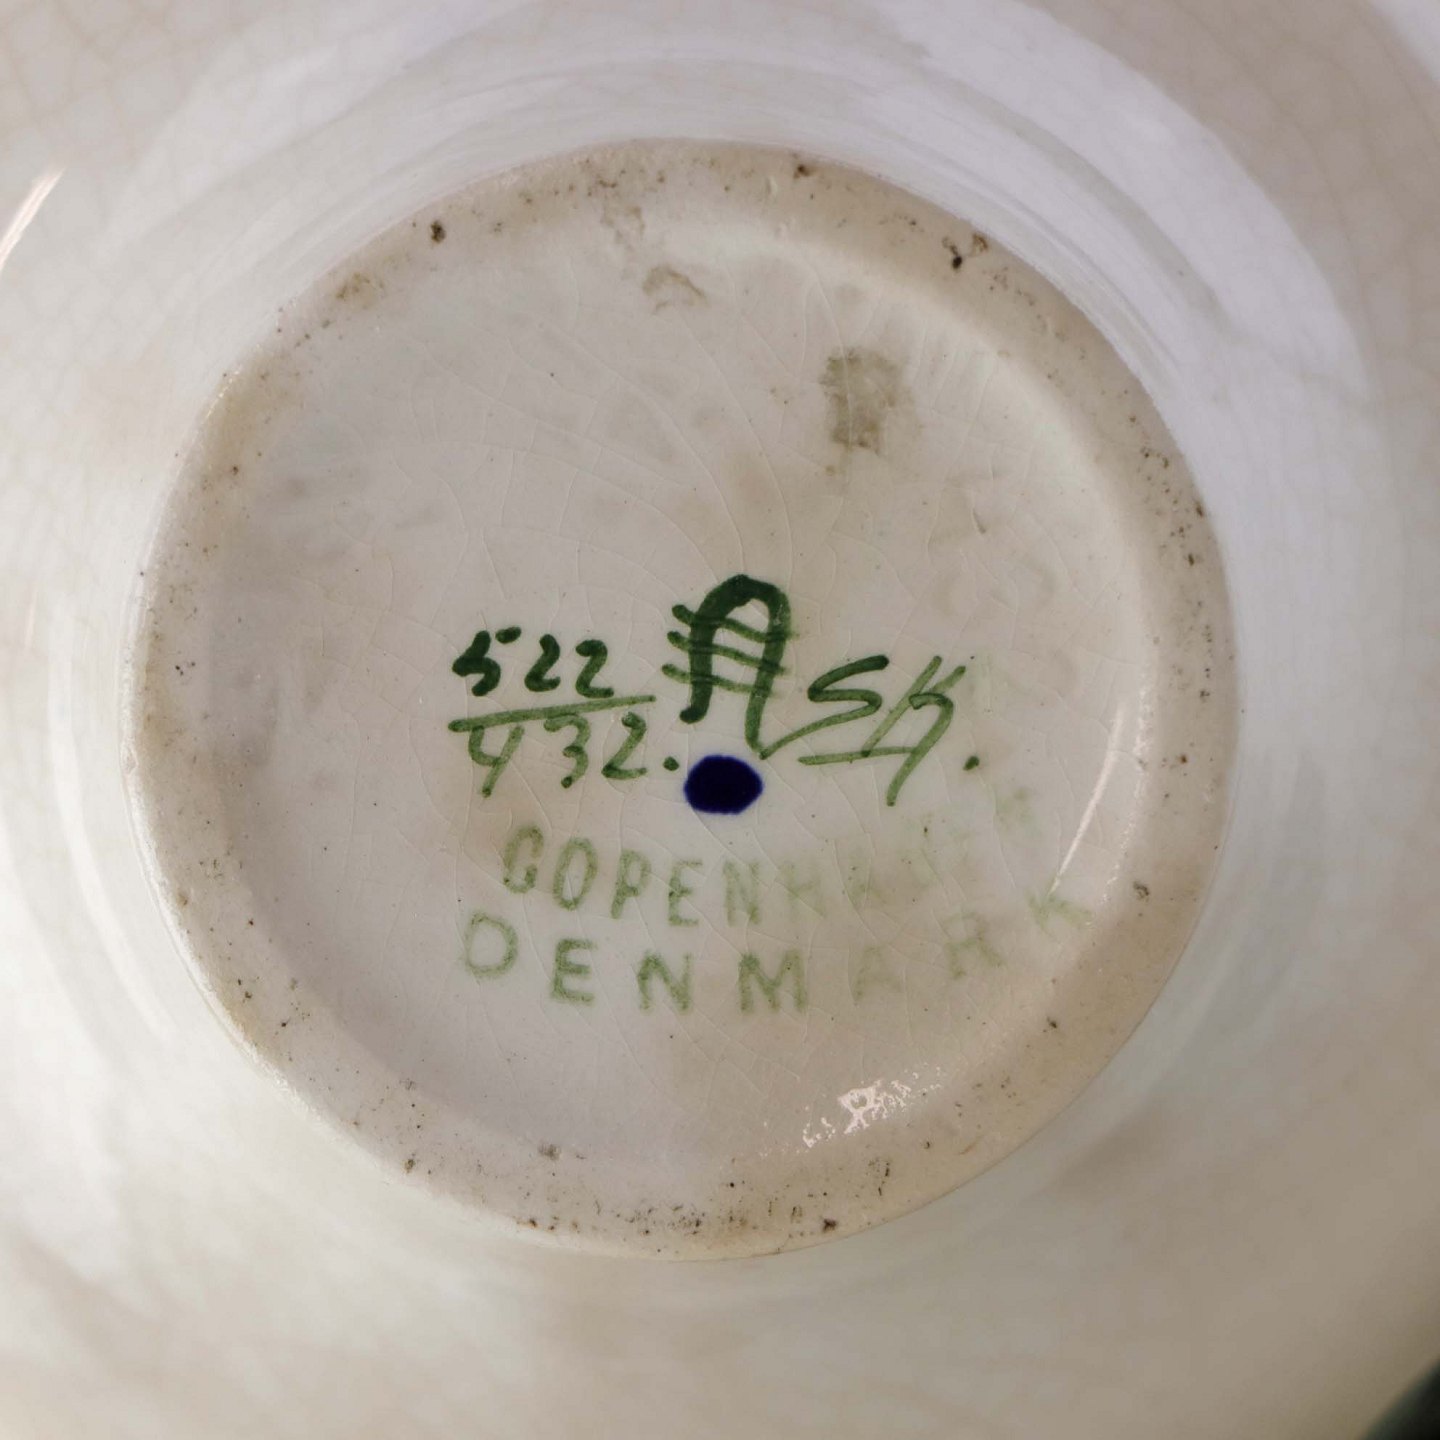 522 SK.
432.
COPENHAGEN
DENMARK